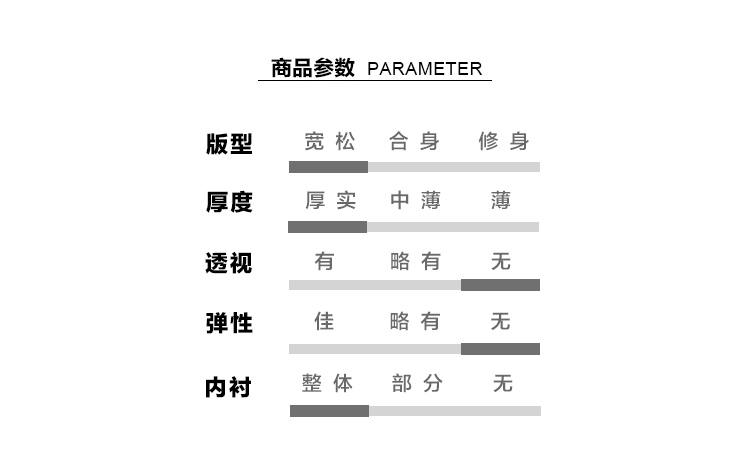 商品参数 PARAMETER
版型 宽松 合身 修身
厚度 厚实 中薄 薄
透视 有 略有 无
弹性 佳 略有 无
内衬 整体 部分 无